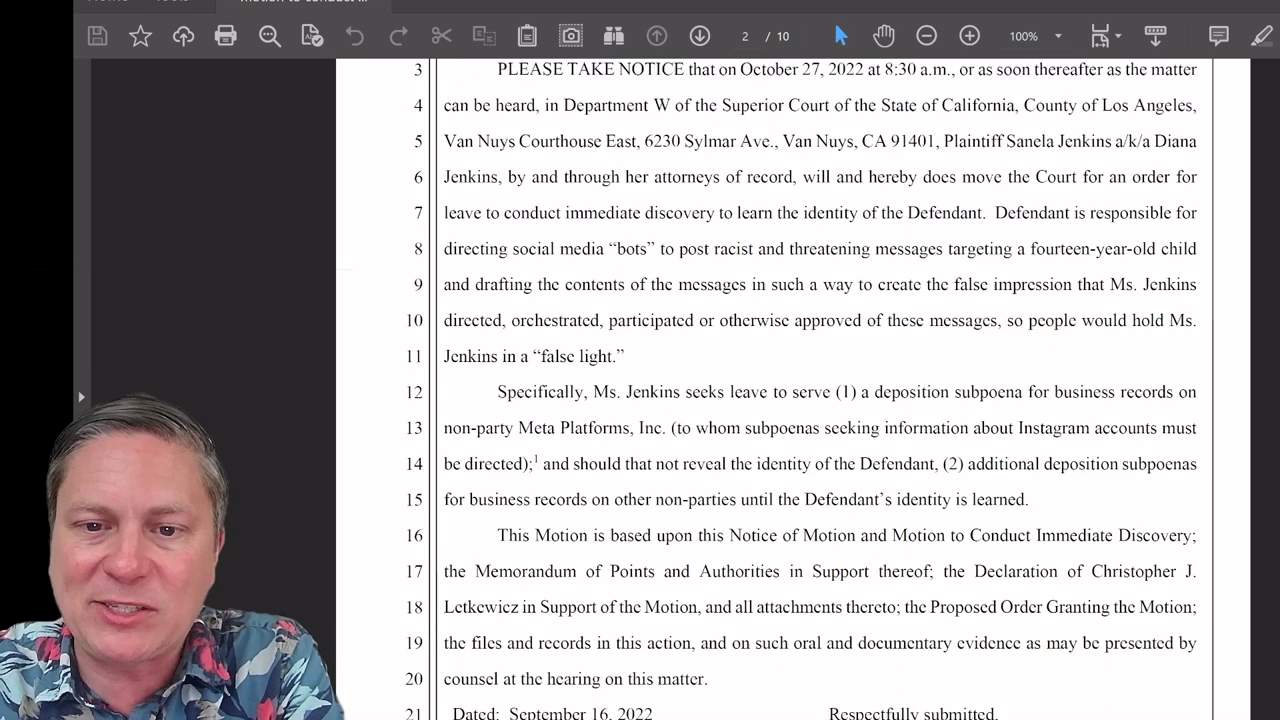 2 / 10 100%
3 PLEASE TAKE NOTICE that on October 27, 2022 at 8:30 a.m., or as soon thereafter as the matter
4 can be heard, in Department W of the Superior Court of the State of California, County of Los Angeles,
5 Van Nuys Courthouse East, 6230 Sylmar Ave., Van Nuys, CA 91401, Plaintiff Sanela Jenkins a/k/a Diana
6 Jenkins, by and through her attorneys of record, will and hereby does move the Court for an order for
7 leave to conduct immediate discovery to learn the identity of the Defendant. Defendant is responsible for
8 directing social media “bots” to post racist and threatening messages targeting a fourteen-year-old child
9 and drafting the contents of the messages in such a way to create the false impression that Ms. Jenkins
10 directed, orchestrated, participated or otherwise approved of these messages, so people would hold Ms.
11 Jenkins in a “false light.”
12 Specifically, Ms. Jenkins seeks leave to serve (1) a deposition subpoena for business records on
13 non-party Meta Platforms, Inc. (to whom subpoenas seeking information about Instagram accounts must
14 be directed);1 and should that not reveal the identity of the Defendant, (2) additional deposition subpoenas
15 for business records on other non-parties until the Defendant’s identity is learned.
16 This Motion is based upon this Notice of Motion and Motion to Conduct Immediate Discovery;
17 the Memorandum of Points and Authorities in Support thereof; the Declaration of Christopher J.
18 Letkewicz in Support of the Motion, and all attachments thereto; the Proposed Order Granting the Motion;
19 the files and records in this action, and on such oral and documentary evidence as may be presented by
20 counsel at the hearing on this matter.
21 Dated: September 16, 2022 Respectfully submitted,